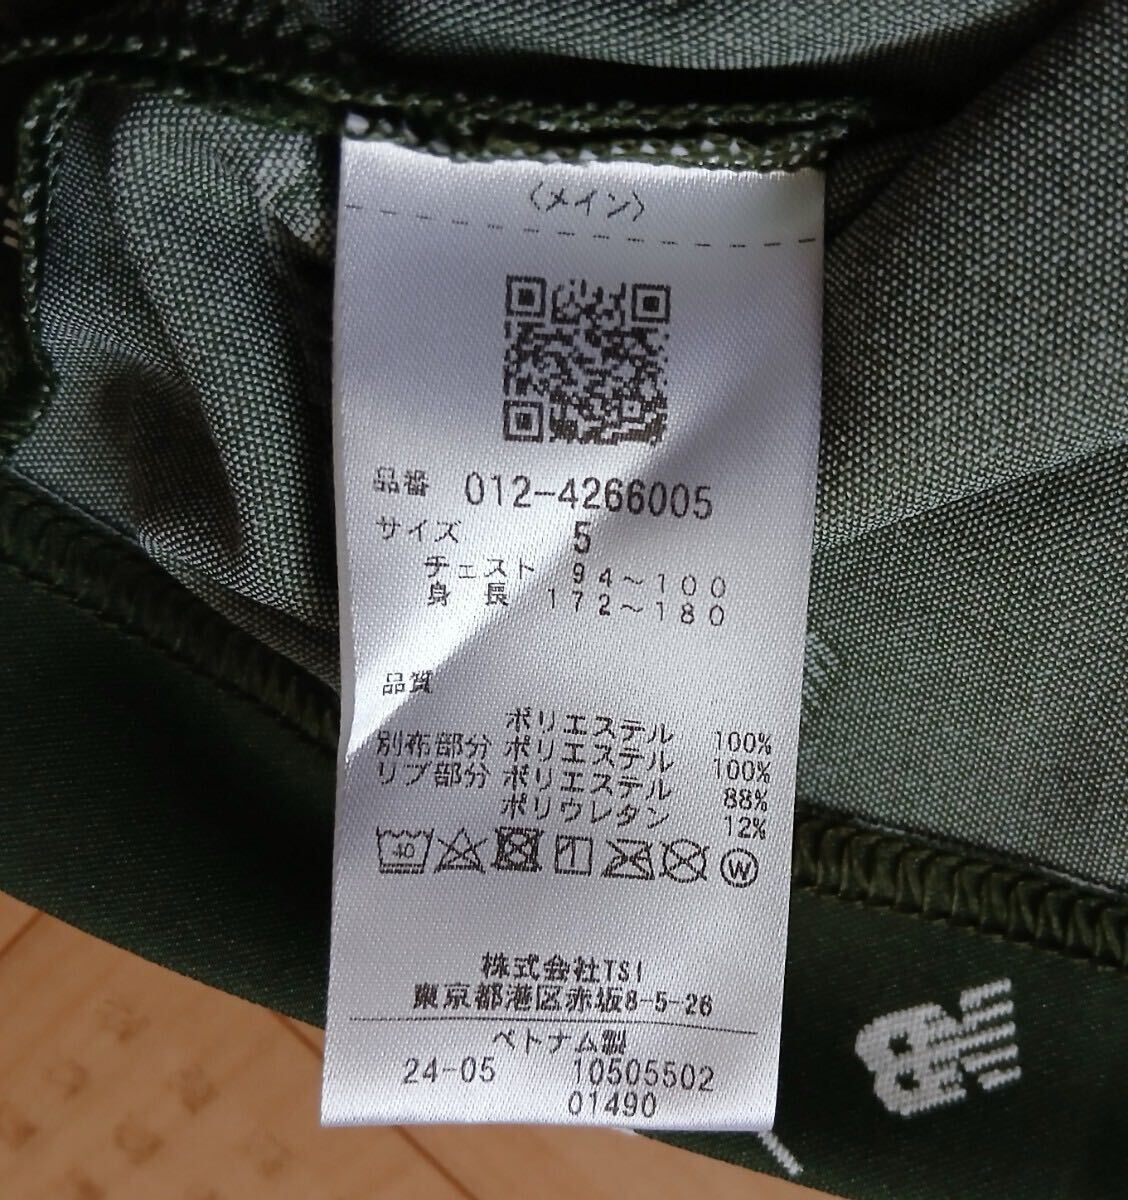 〈メイン〉
品番 012-4266005
サイズ 5
チェスト 94～100
身長 172～180
品質
ポリエステル 100%
別布部分 ポリエステル 100%
リブ部分 ポリエステル 88%
ポリウレタン 12%
40
W
株式会社TSI
東京都港区赤坂8-5-26
ベトナム製
24-05 10505502
01490